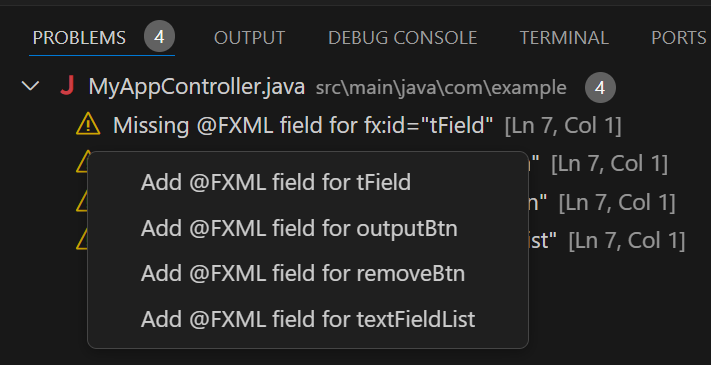 PROBLEMS 4 OUTPUT DEBUG CONSOLE TERMINAL PORTS
MyAppController.java src\main\java\com\example 4
Missing @FXML field for fx:id="tField" [Ln 7, Col 1]
n" [Ln 7, Col 1]
Add @FXML field for tField
n" [Ln 7, Col 1]
Add @FXML field for outputBtn
ist" [Ln 7, Col 1]
Add @FXML field for removeBtn
Add @FXML field for textFieldList